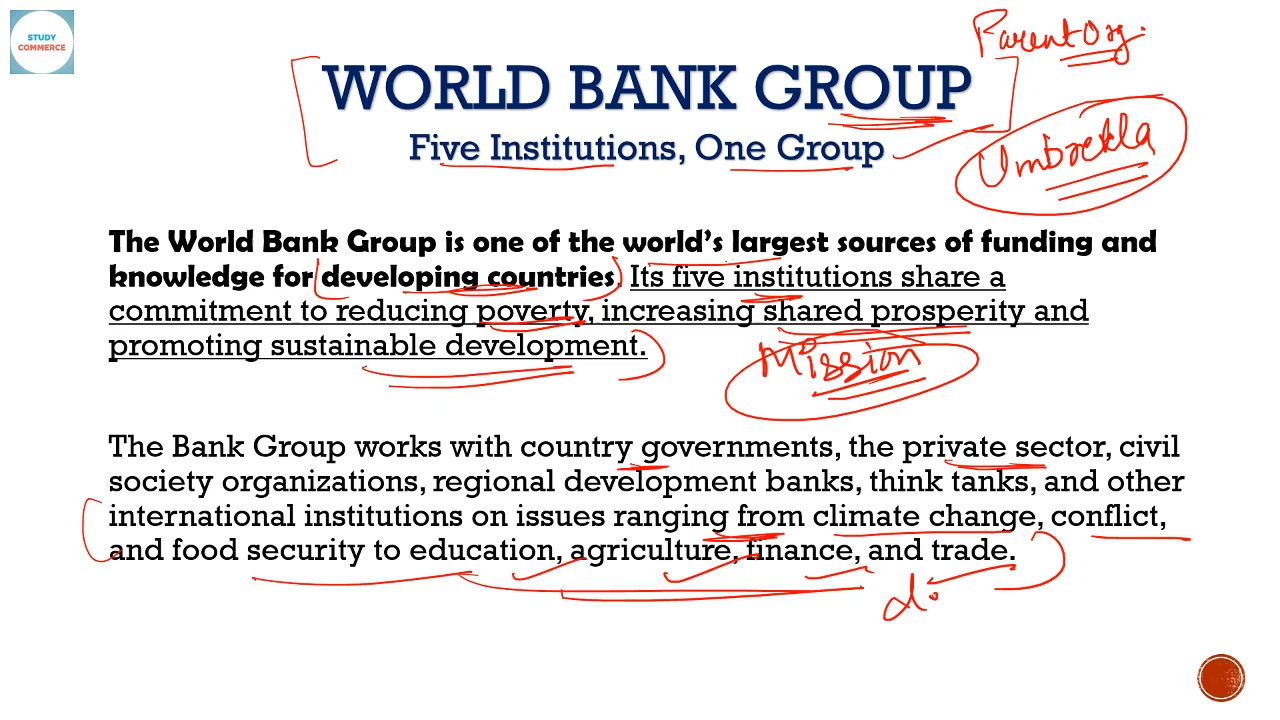 STUDY
COMMERCE
Parent Org.
WORLD BANK GROUP
Five Institutions, One Group
Umbrella
The World Bank Group is one of the world's largest sources of funding and
knowledge for developing countries. Its five institutions share a
commitment to reducing poverty, increasing shared prosperity and
promoting sustainable development.
Mission
The Bank Group works with country governments, the private sector, civil
society organizations, regional development banks, think tanks, and other
international institutions on issues ranging from climate change, conflict,
and food security to education, agriculture, finance, and trade.